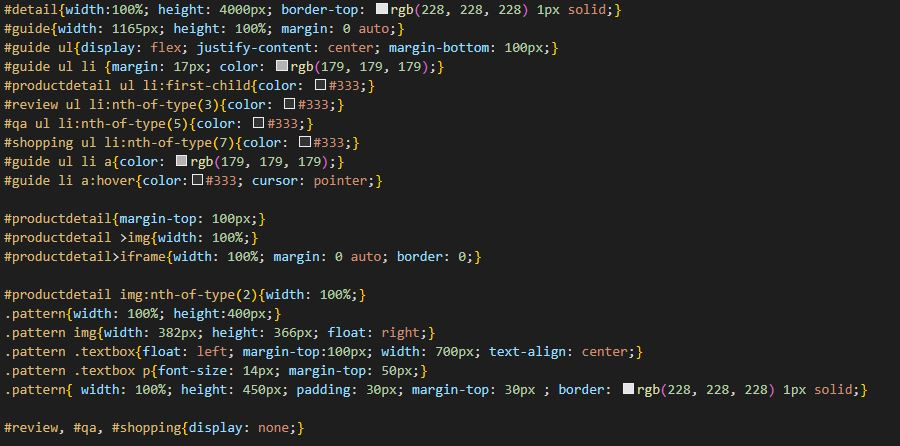 #detail{width:100%; height: 4000px; border-top: rgb(228, 228, 228) 1px solid;}
#guide{width: 1165px; height: 100%; margin: 0 auto;}
#guide ul{display: flex; justify-content: center; margin-bottom: 100px;}
#guide ul li {margin: 17px; color: rgb(179, 179, 179);}
#productdetail ul li:first-child{color: #333;}
#review ul li:nth-of-type(3){color: #333;}
#qa ul li:nth-of-type(5){color: #333;}
#shopping ul li:nth-of-type(7){color: #333;}
#guide ul li a{color: rgb(179, 179, 179);}
#guide li a:hover{color:#333; cursor: pointer;}

#productdetail{margin-top: 100px;}
#productdetail >img{width: 100%;}
#productdetail>iframe{width: 100%; margin: 0 auto; border: 0;}

#productdetail img:nth-of-type(2){width: 100%;}
.pattern{width: 100%; height:400px;}
.pattern img{width: 382px; height: 366px; float: right;}
.pattern .textbox{float: left; margin-top:100px; width: 700px; text-align: center;}
.pattern .textbox p{font-size: 14px; margin-top: 50px;}
.pattern{ width: 100%; height: 450px; padding: 30px; margin-top: 30px ; border: rgb(228, 228, 228) 1px solid;}

#review, #qa, #shopping{display: none;}